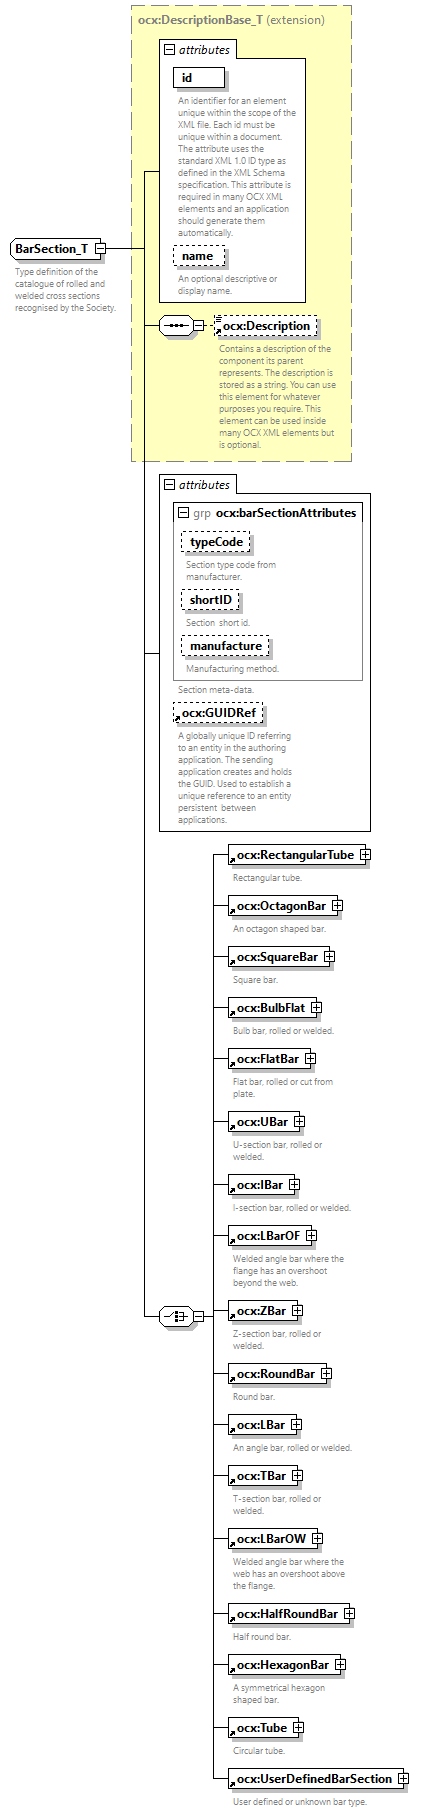 ocx:DescriptionBase_T (extension)
attributes
id
An identifier for an element
unique within the scope of the
XML file. Each id must be
unique within a document.
The attribute uses the
standard XML 1.0 ID type as
defined in the XML Schema
specification. This attribute is
required in many OCX XML
elements and an application
should generate them
automatically.
name
An optional descriptive or
display name.
BarSection_T
Type definition of the
catalogue of rolled and
welded cross sections
recognised by the Society.
ocx:Description
Contains a description of the
component its parent
represents. The description is
stored as a string. You can use
this element for whatever
purposes you require. This
element can be used inside
many OCX XML elements but
is optional.
attributes
grp ocx:barSectionAttributes
typeCode
Section type code from
manufacturer.
shortID
Section short id.
manufacture
Manufacturing method.
Section meta-data.
ocx:GUIDRef
A globally unique ID referring
to an entity in the authoring
application. The sending
application creates and holds
the GUID. Used to establish a
unique reference to an entity
persistent between
applications.
ocx:RectangularTube
Rectangular tube.
ocx:OctagonBar
An octagon shaped bar.
ocx:SquareBar
Square bar.
ocx:BulbFlat
Bulb bar, rolled or welded.
ocx:FlatBar
Flat bar, rolled or cut from
plate.
ocx:UBar
U-section bar, rolled or
welded.
ocx:IBar
I-section bar, rolled or welded.
ocx:LBarOF
Welded angle bar where the
flange has an overshoot
beyond the web.
ocx:ZBar
Z-section bar, rolled or
welded.
ocx:RoundBar
Round bar.
ocx:LBar
An angle bar, rolled or welded.
ocx:TBar
T-section bar, rolled or
welded.
ocx:LBarOW
Welded angle bar where the
web has an overshoot above
the flange.
ocx:HalfRoundBar
Half round bar.
ocx:HexagonBar
A symmetrical hexagon
shaped bar.
ocx:Tube
Circular tube.
ocx:UserDefinedBarSection
User defined or unknown bar type.